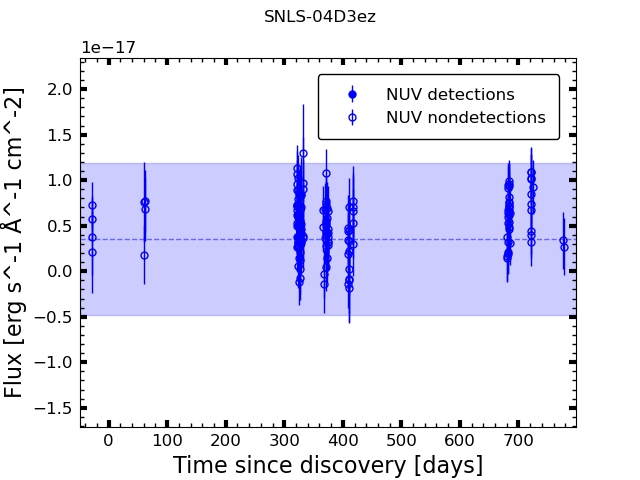 SNLS-04D3ez
1e−17
NUV detections
NUV nondetections
2.0
1.5
1.0
0.5
0.0
−0.5
−1.0
−1.5
Flux [erg s^-1 Å^-1 cm^-2]
0 100 200 300 400 500 600 700
Time since discovery [days]